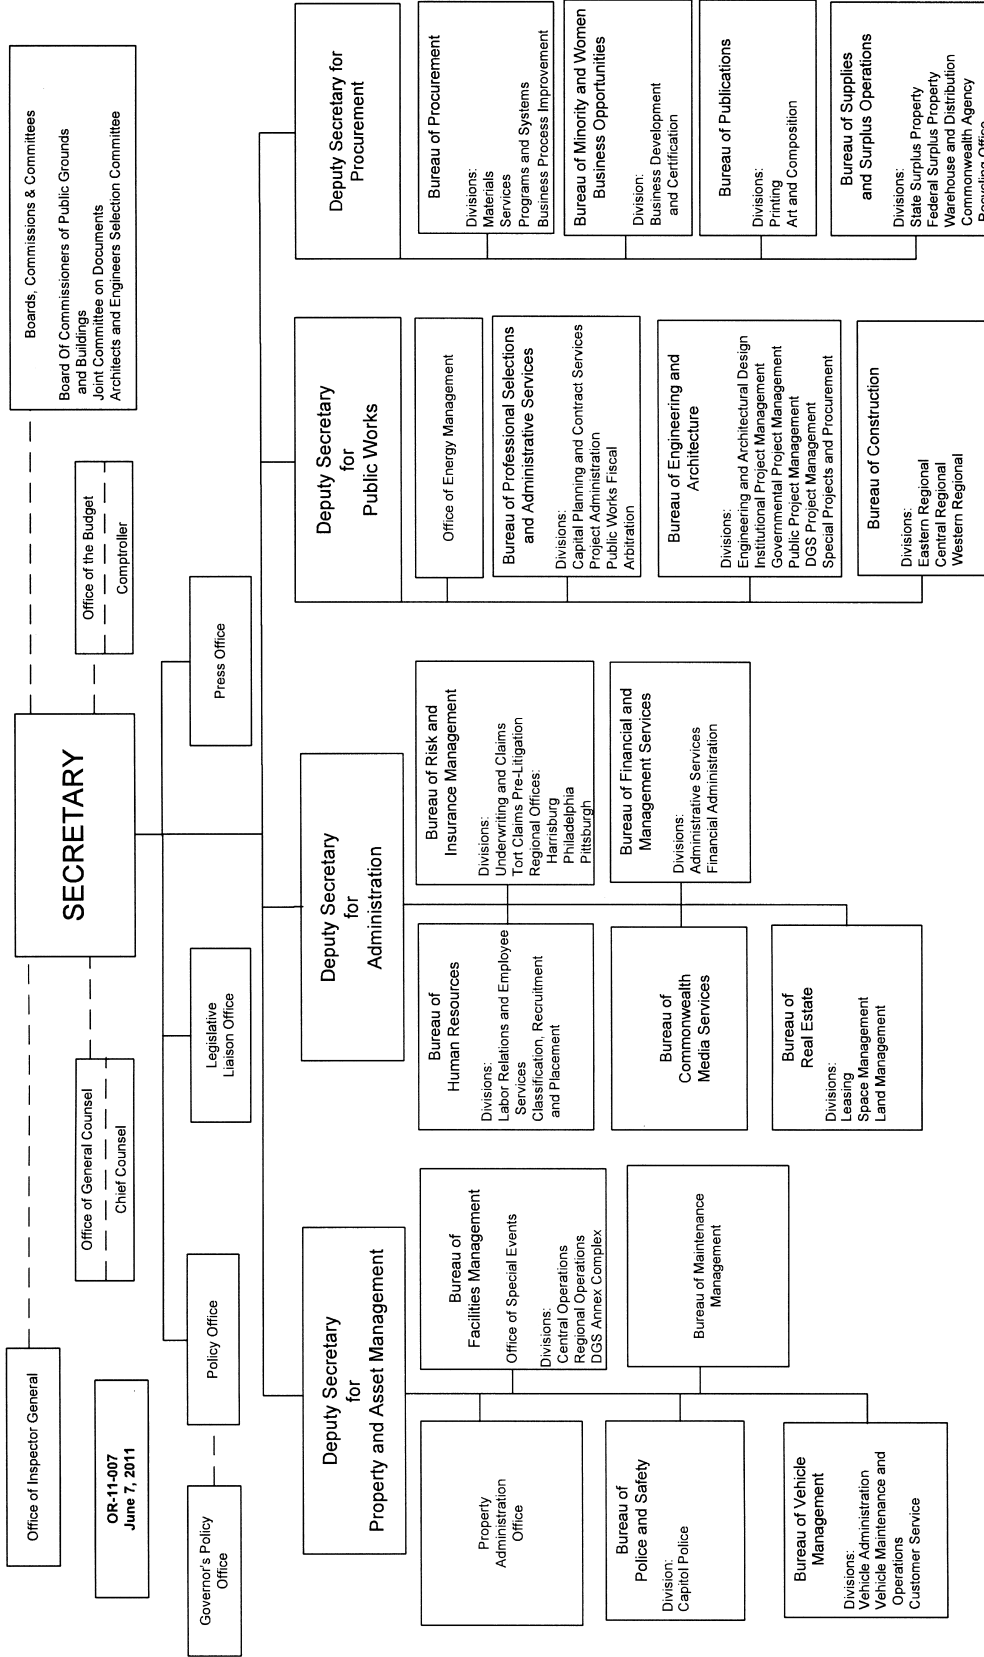 Office of Inspector General
OR-11-007
June 7, 2011
SECRETARY
Boards, Commissions & Committees
Board Of Commissioners of Public Grounds
and Buildings
Joint Committee on Documents
Architects and Engineers Selection Committee
Office of General Counsel
Chief Counsel
Office of the Budget
Comptroller
Governor's Policy
Office
Policy Office
Legislative
Liaison Office
Press Office
Deputy Secretary
for
Property and Asset Management
Property
Administration
Office
Bureau of
Facilities Management
Office of Special Events
Divisions:
Central Operations
Regional Operations
DGS Annex Complex
Bureau of
Police and Safety
Division:
Capitol Police
Bureau of Maintenance
Management
Bureau of Vehicle
Management
Divisions:
Vehicle Administration
Vehicle Maintenance and
Operations
Customer Service
Deputy Secretary
for
Administration
Bureau of
Human Resources
Divisions:
Labor Relations and Employee
Services
Classification, Recruitment
and Placement
Bureau of Risk and
Insurance Management
Divisions:
Underwriting and Claims
Tort Claims Pre-Litigation
Regional Offices:
Harrisburg
Philadelphia
Pittsburgh
Bureau of
Commonwealth
Media Services
Bureau of Financial and
Management Services
Divisions:
Administrative Services
Financial Administration
Bureau of
Real Estate
Divisions:
Leasing
Space Management
Land Management
Deputy Secretary
for
Public Works
Office of Energy Management
Bureau of Professional Selections
and Administrative Services
Divisions:
Capital Planning and Contract Services
Project Administration
Public Works Fiscal
Arbitration
Bureau of Engineering and
Architecture
Divisions:
Engineering and Architectural Design
Institutional Project Management
Governmental Project Management
Public Project Management
DGS Project Management
Special Projects and Procurement
Bureau of Construction
Divisions:
Eastern Regional
Central Regional
Western Regional
Deputy Secretary for
Procurement
Bureau of Procurement
Divisions:
Materials
Services
Programs and Systems
Business Process Improvement
Bureau of Minority and Women
Business Opportunities
Division:
Business Development
and Certification
Bureau of Publications
Divisions:
Printing
Art and Composition
Bureau of Supplies
and Surplus Operations
Divisions:
State Surplus Property
Federal Surplus Property
Warehouse and Distribution
Commonwealth Agency
Recycling Office